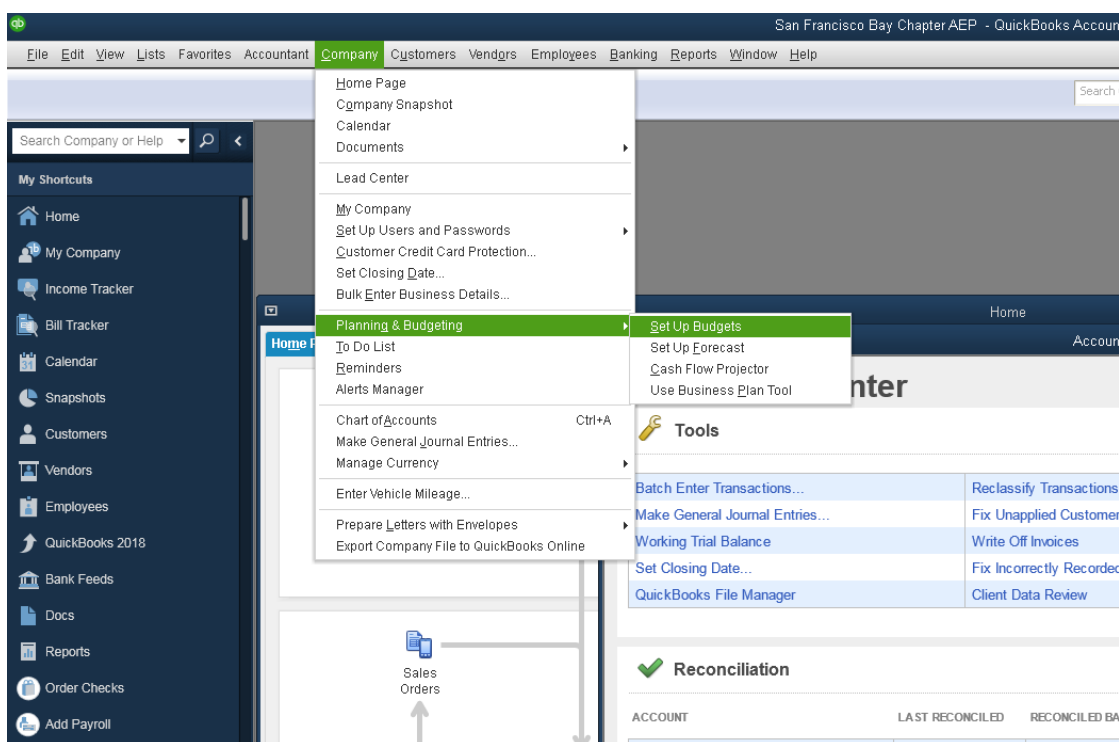 qb
San Francisco Bay Chapter AEP - QuickBooks Accoun
File Edit View Lists Favorites Accountant Company Customers Vendors Employees Banking Reports Window Help
Search
Search Company or Help
My Shortcuts
Home
My Company
Income Tracker
Bill Tracker
31
Calendar
Snapshots
Customers
Vendors
Employees
QuickBooks 2018
Bank Feeds
Docs
Reports
Order Checks
Add Payroll
Home Page
Company Snapshot
Calendar
Documents
Lead Center
My Company
Set Up Users and Passwords
Customer Credit Card Protection...
Set Closing Date...
Bulk Enter Business Details...
Planning & Budgeting
To Do List
Reminders
Alerts Manager
Chart of Accounts Ctrl+A
Make General Journal Entries...
Manage Currency
Enter Vehicle Mileage...
Prepare Letters with Envelopes
Export Company File to QuickBooks Online
Set Up Budgets
Set Up Forecast
Cash Flow Projector
Use Business Plan Tool
Home
Home P
Accoun
nter
Tools
Batch Enter Transactions... Reclassify Transactions
Make General Journal Entries... Fix Unapplied Customer
Working Trial Balance Write Off Invoices
Set Closing Date... Fix Incorrectly Recorded
QuickBooks File Manager Client Data Review
Sales
Orders
Reconciliation
ACCOUNT LAST RECONCILED RECONCILED BA